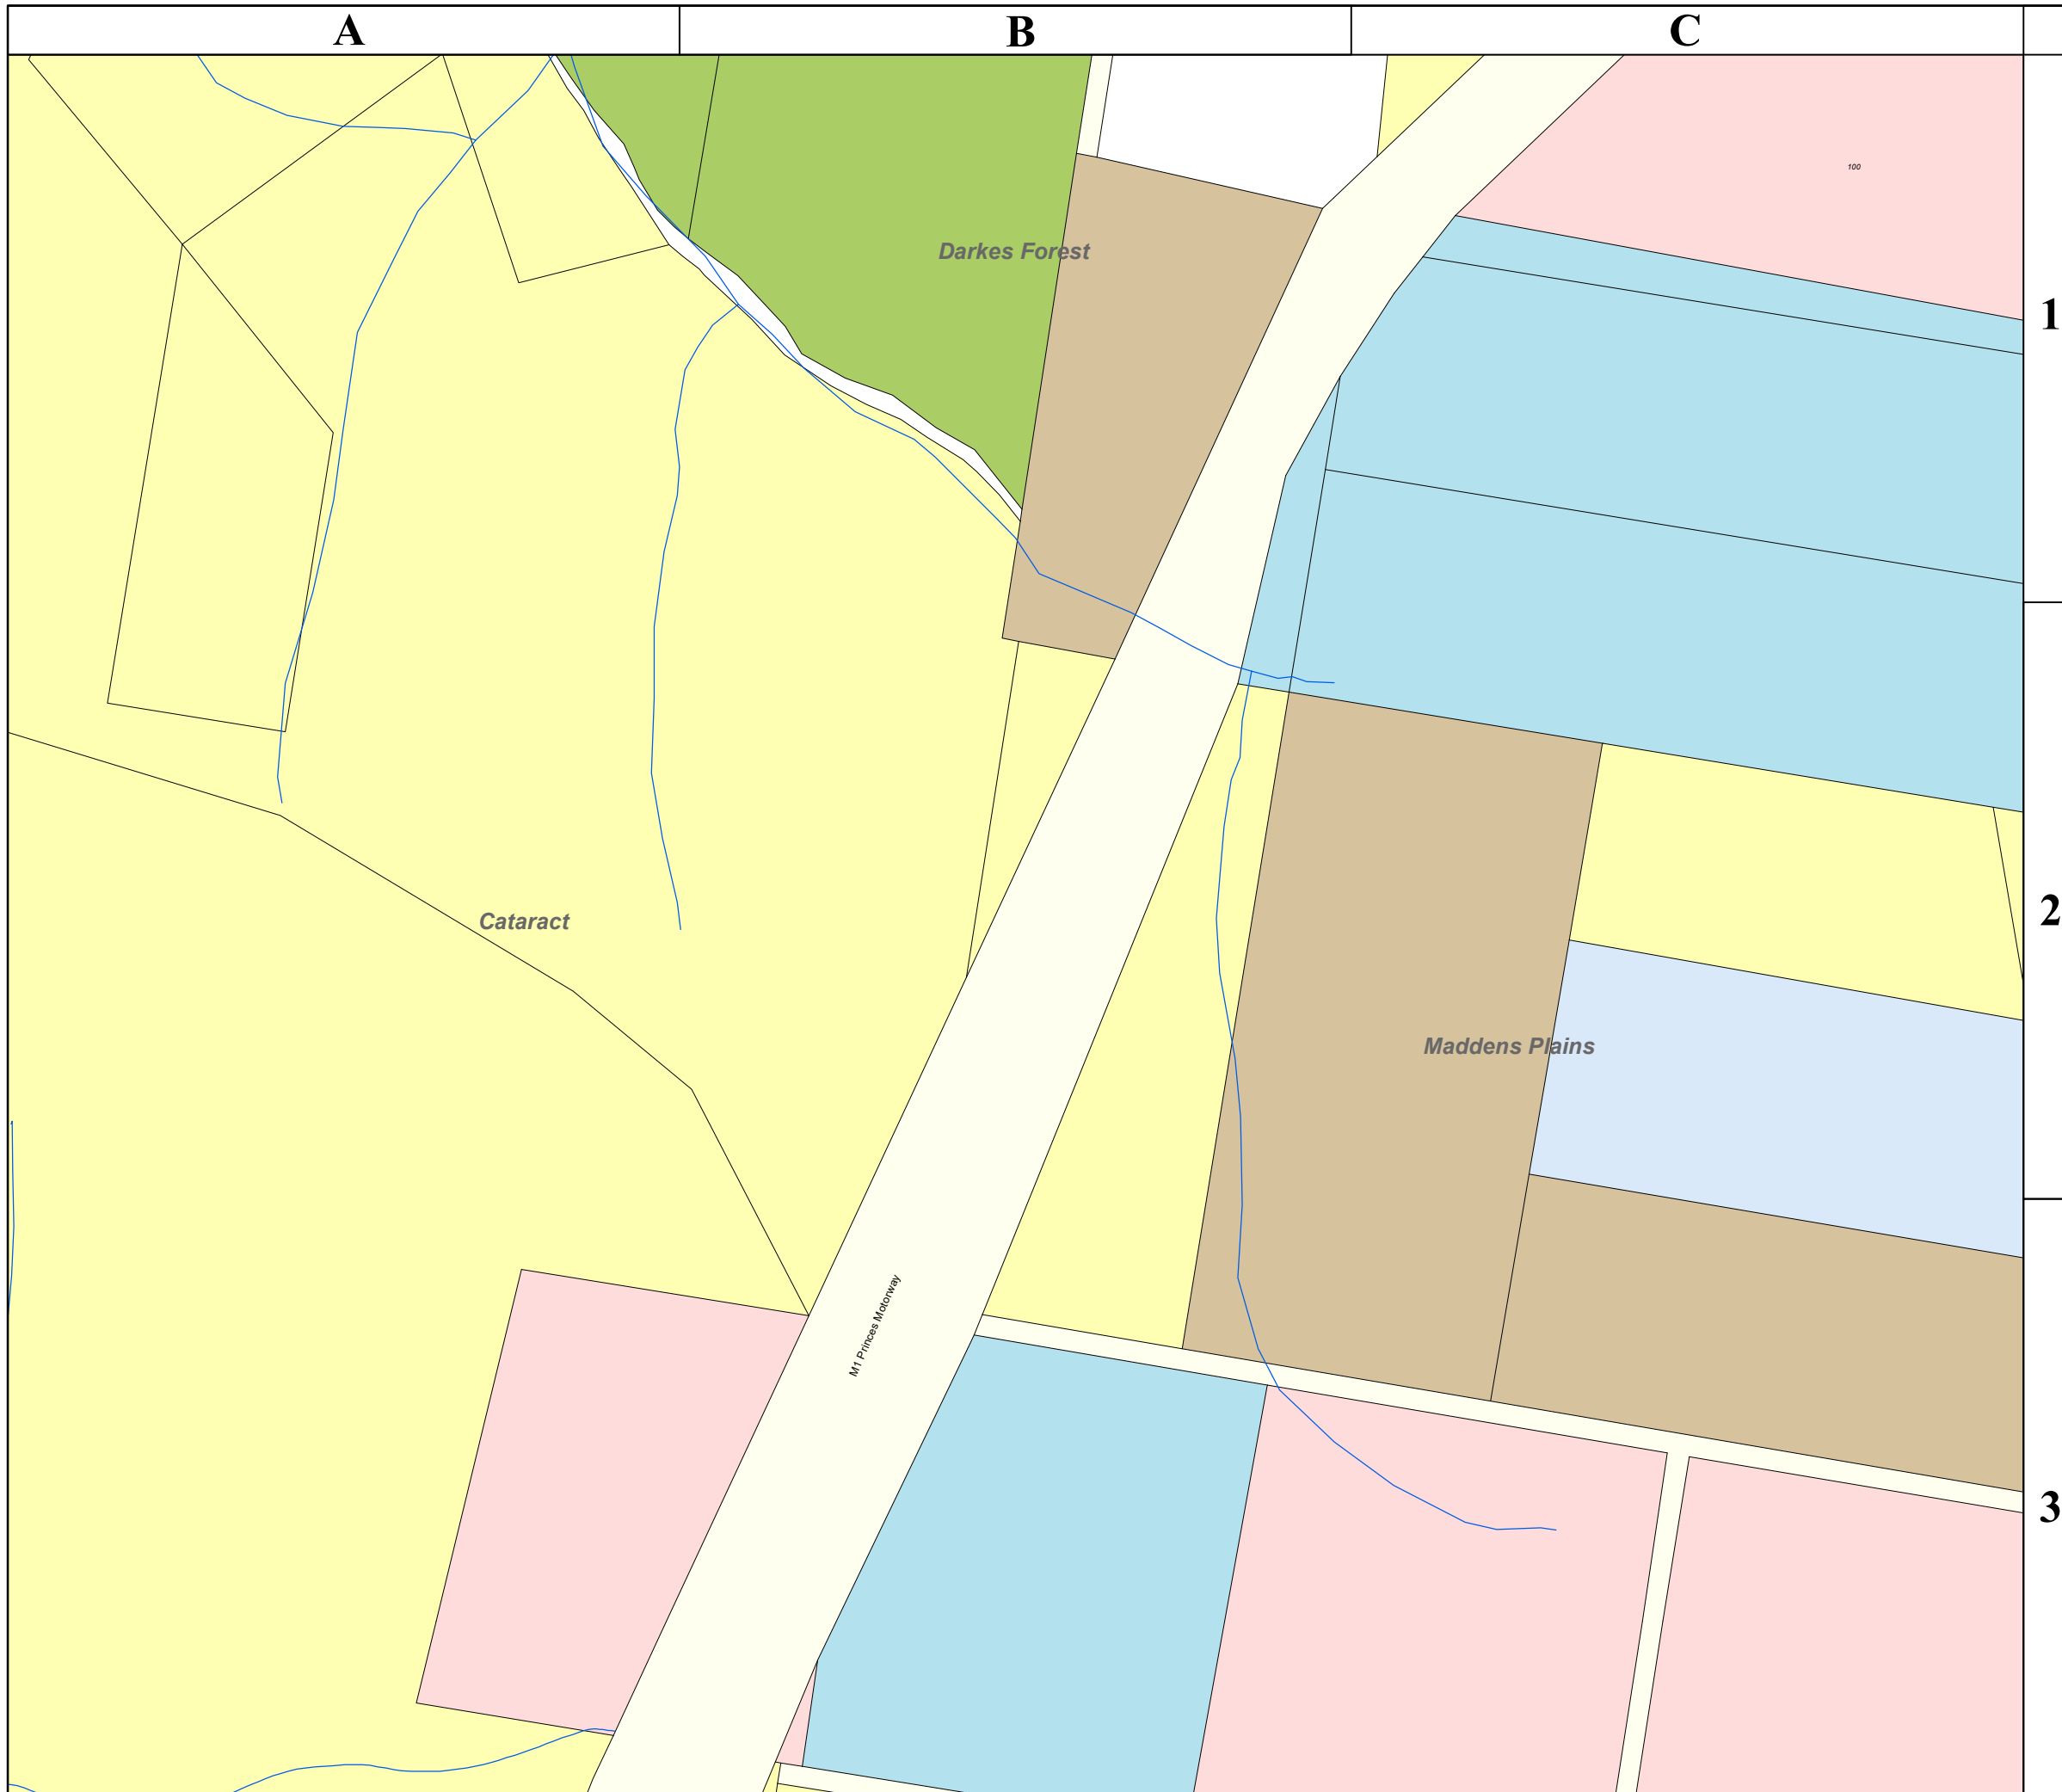 A
B
C
100
Darkes Forest
1
Cataract
2
Maddens Plains
M1 Princes Motorway
3